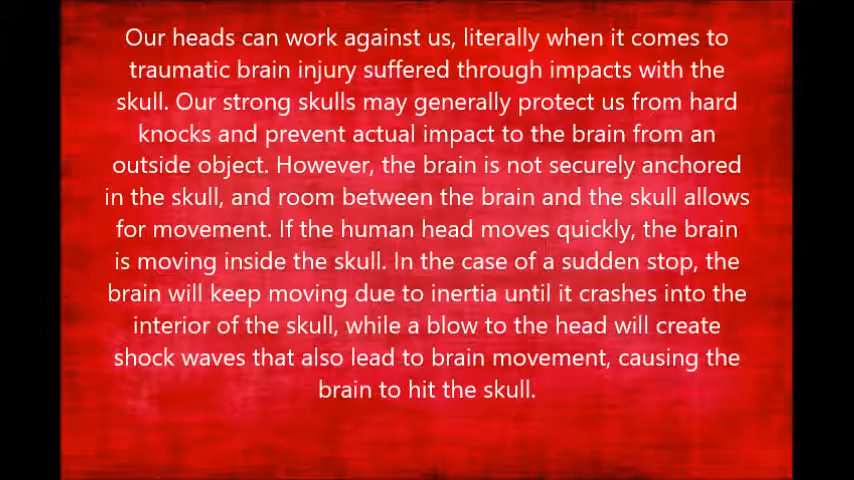 Our heads can work against us, literally when it comes to
traumatic brain injury suffered through impacts with the
skull. Our strong skulls may generally protect us from hard
knocks and prevent actual impact to the brain from an
outside object. However, the brain is not securely anchored
in the skull, and room between the brain and the skull allows
for movement. If the human head moves quickly, the brain
is moving inside the skull. In the case of a sudden stop, the
brain will keep moving due to inertia until it crashes into the
interior of the skull, while a blow to the head will create
shock waves that also lead to brain movement, causing the
brain to hit the skull.